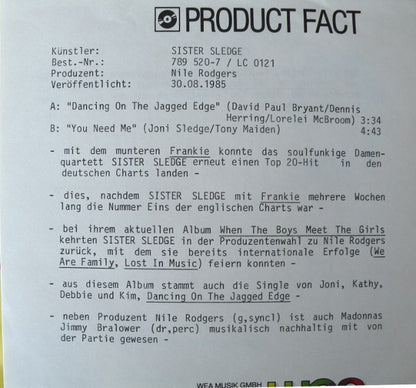 PRODUCT FACT
Künstler: SISTER SLEDGE
Best.-Nr.: 789 520-7 / LC 0121
Produzent: Nile Rodgers
Veröffentlicht: 30.08.1985
A: "Dancing On The Jagged Edge" (David Paul Bryant/Dennis
Herring/Lorelei McBroom) 3:34
B: "You Need Me" (Joni Sledge/Tony Maiden) 4:43
- mit dem munteren Frankie konnte das soulfunkige Damen-
quartett SISTER SLEDGE erneut einen Top 20-Hit in den
deutschen Charts landen -
- dies, nachdem SISTER SLEDGE mit Frankie mehrere Wochen
lang die Nummer Eins der englischen Charts war -
- bei ihrem aktuellen Album When The Boys Meet The Girls
kehrten SISTER SLEDGE in der Produzentenwahl zu Nile Rodgers
zurück, mit dem sie bereits internationale Erfolge (We
Are Family, Lost In Music) feiern konnten -
- aus diesem Album stammt auch die Single von Joni, Kathy,
Debbie und Kim, Dancing On The Jagged Edge -
- neben Produzent Nile Rodgers (g,syncl) ist auch Madonnas
Jimmy Bralower (dr,perc) musikalisch nachhaltig mit von
der Partie gewesen -
WEA MUSIK GMBH